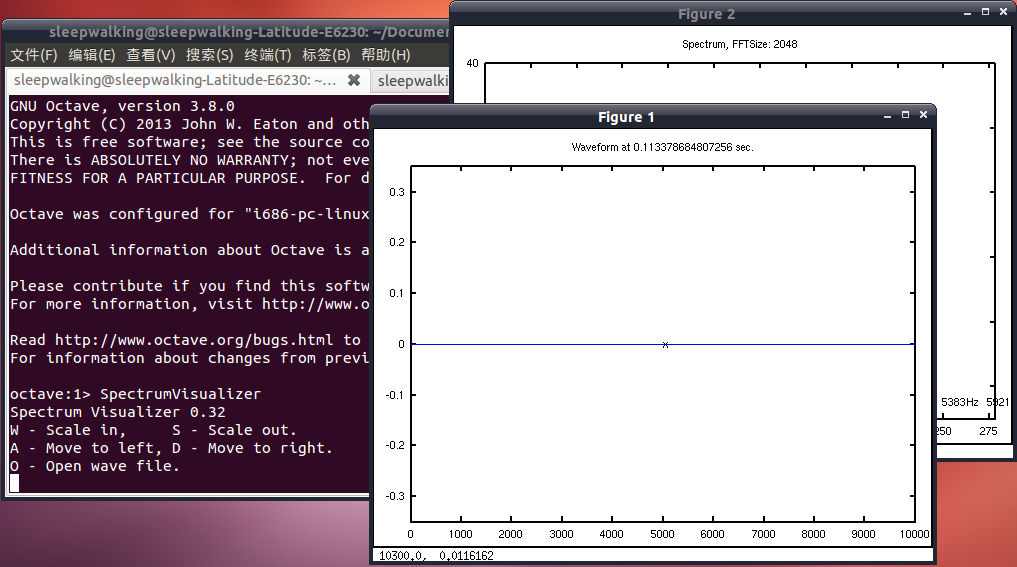 sleepwalking@sleepwalking-Latitude-E6230: ~/Documen
文件(F) 编辑(E) 查看(V) 搜索(S) 终端(T) 标签(B) 帮助(H)
sleepwalking@sleepwalking-Latitude-E6230: ~... ✖ sleepwalki
GNU Octave, version 3.8.0
Copyright (C) 2013 John W. Eaton and oth
This is free software; see the source co
There is ABSOLUTELY NO WARRANTY; not eve
FITNESS FOR A PARTICULAR PURPOSE. For d
Octave was configured for "i686-pc-linux
Additional information about Octave is a
Please contribute if you find this softw
For more information, visit http://www.o
Read http://www.octave.org/bugs.html to
For information about changes from previ
octave:1> SpectrumVisualizer
Spectrum Visualizer 0.32
W - Scale in, S - Scale out.
A - Move to left, D - Move to right.
O - Open wave file.
Figure 2
Spectrum, FFTSize: 2048
40
5383Hz 5921
250 275
Figure 1
Waveform at 0.113378684807256 sec.
0.3
0.2
0.1
0
-0.1
-0.2
-0.3
0 1000 2000 3000 4000 5000 6000 7000 8000 9000 10000
10300,0, 0,0116162